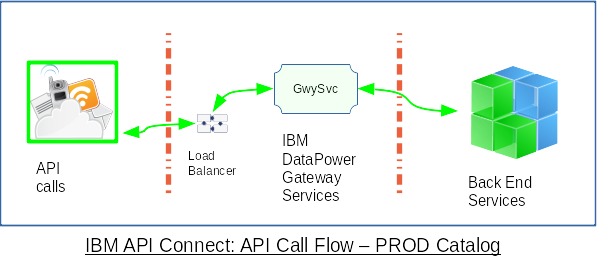 GwySvc
API
calls
Load
Balancer
IBM
DataPower
Gateway
Services
Back End
Services
IBM API Connect: API Call Flow – PROD Catalog